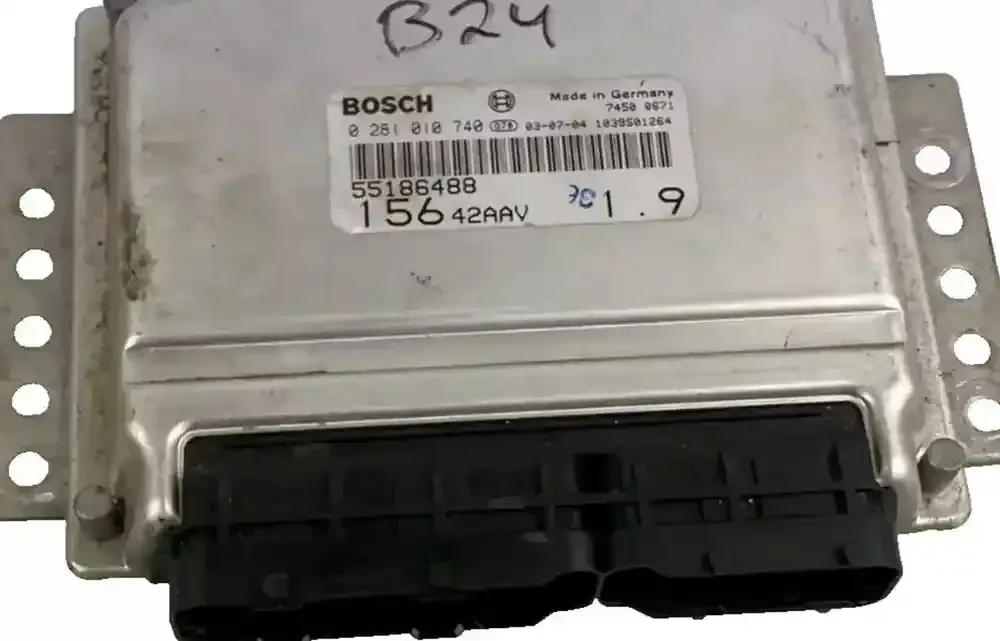 B24
BOSCH Made in Germany
7450 0671
0 281 010 740 078 03-07-04 1039S01264
55186488
156 42AAV 1.9